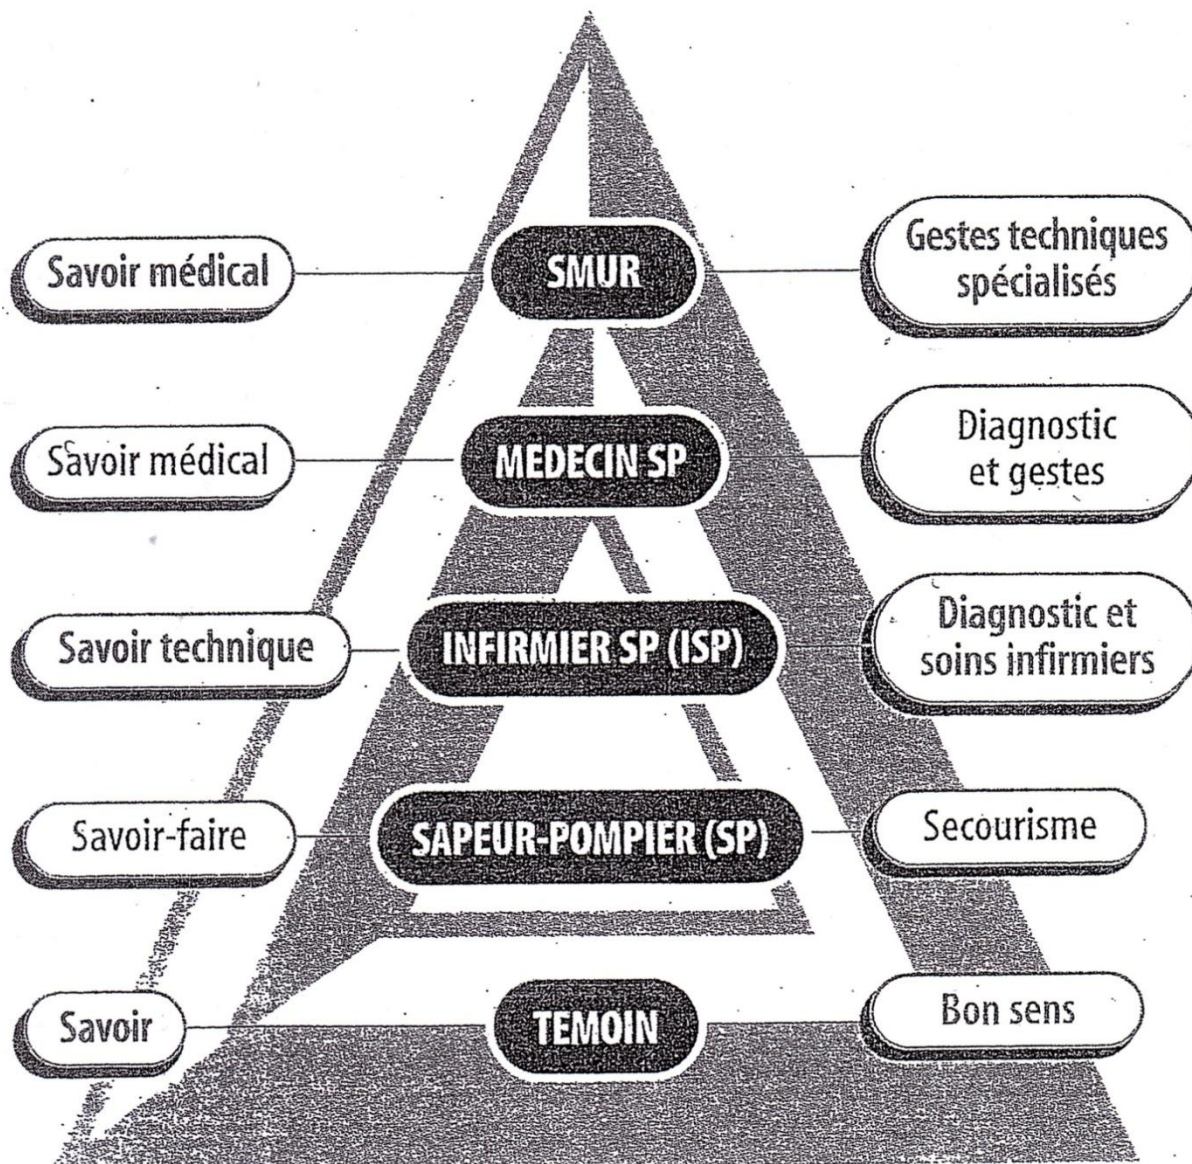 Savoir médical
SMUR
Gestes techniques
spécialisés
Savoir médical
MEDECIN SP
Diagnostic
et gestes
Savoir technique
INFIRMIER SP (ISP)
Diagnostic et
soins infirmiers
Savoir-faire
SAPEUR-POMPIER (SP)
Secourisme
Savoir
TEMOIN
Bon sens